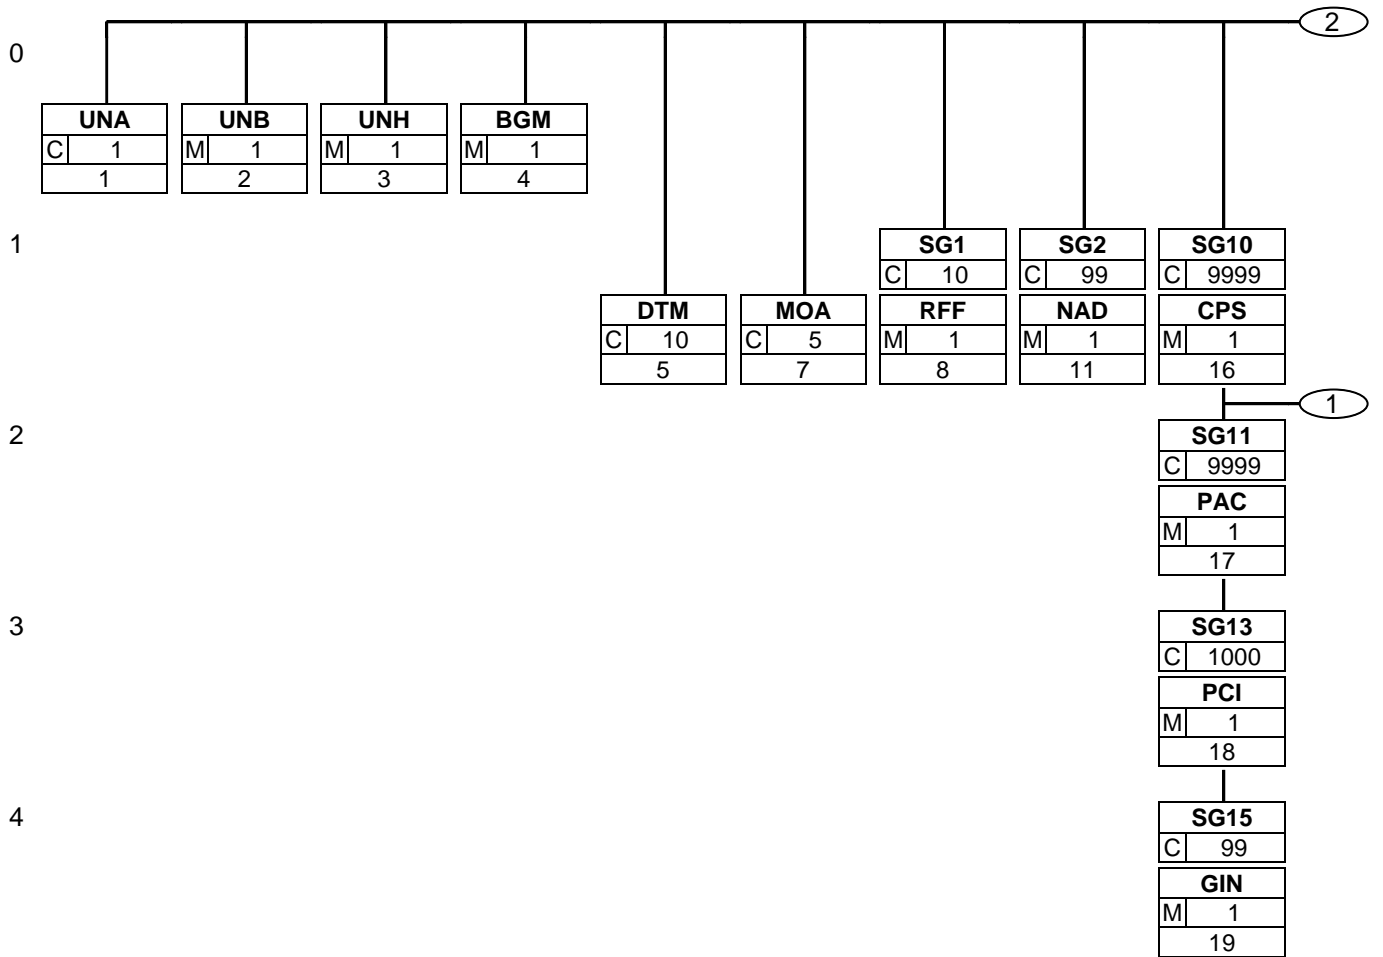 2
0
UNA UNB UNH BGM
C 1 M 1 M 1 M 1
1 2 3 4
1
SG1 SG2 SG10
C 10 C 99 C 9999
DTM MOA RFF NAD CPS
C 10 C 5 M 1 M 1 M 1
5 7 8 11 16
1
2
SG11
C 9999
PAC
M 1
17
3
SG13
C 1000
PCI
M 1
18
4
SG15
C 99
GIN
M 1
19